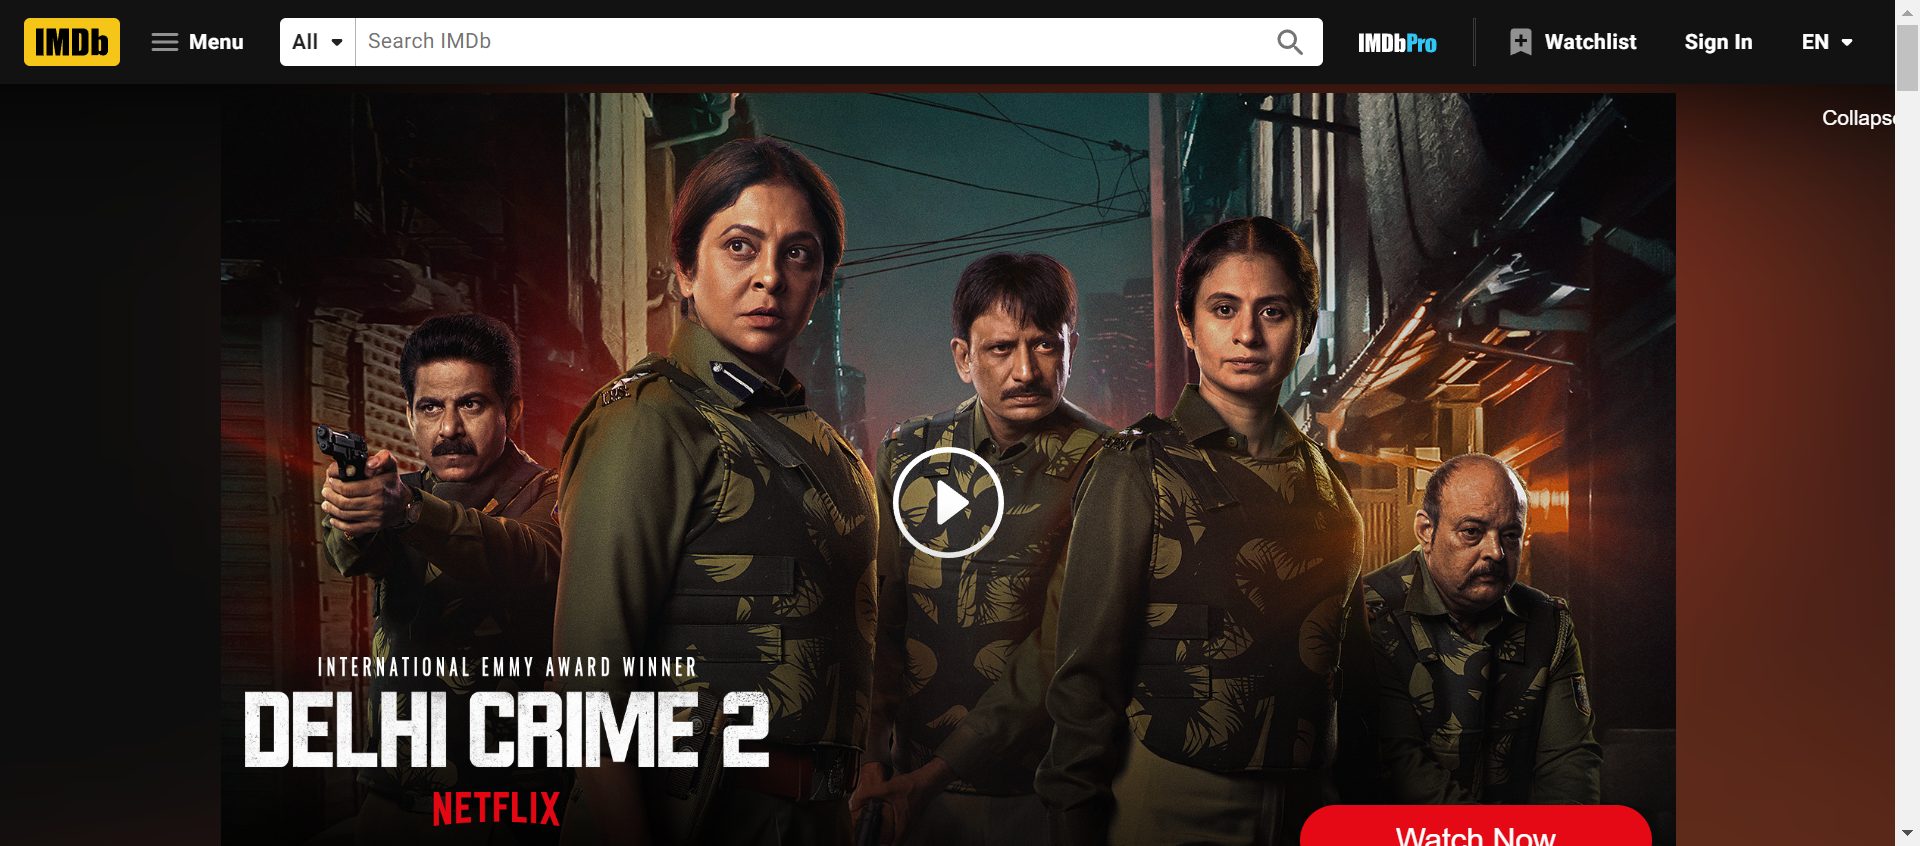 IMDb Menu All Search IMDb IMDbPro Watchlist Sign In EN
Collapse
INTERNATIONAL EMMY AWARD WINNER
DELHI CRIME 2
NETFLIX
Watch Now